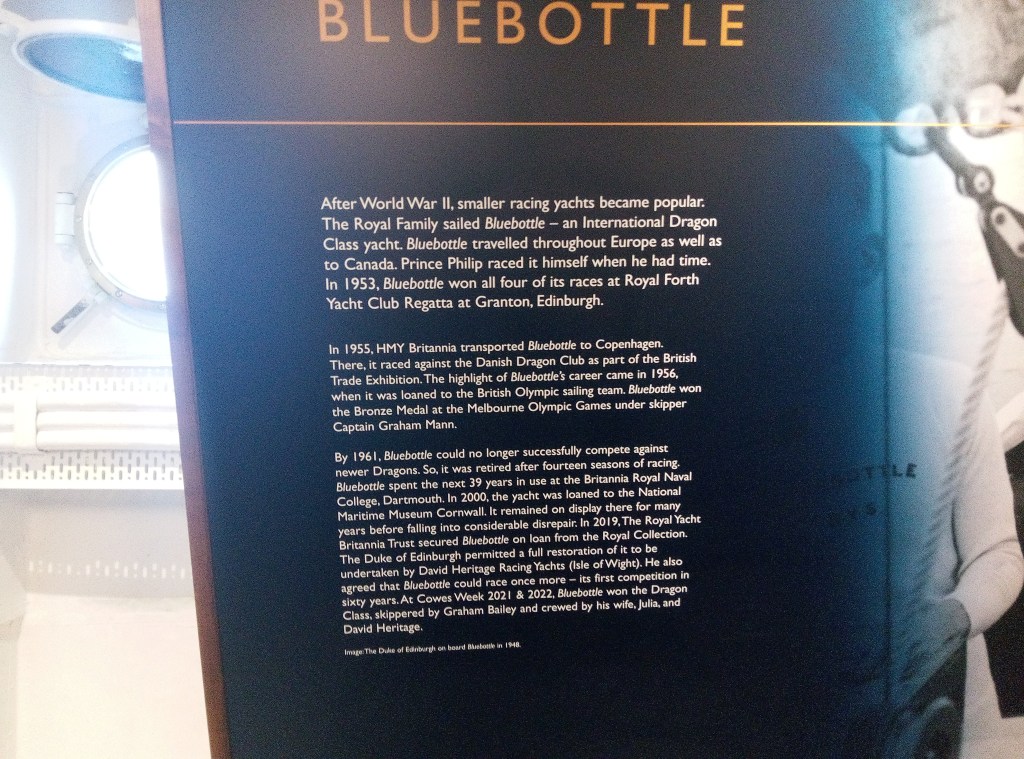 BLUEBOTTLE
After World War II, smaller racing yachts became popular.
The Royal Family sailed Bluebottle – an International Dragon
Class yacht. Bluebottle travelled throughout Europe as well as
to Canada. Prince Philip raced it himself when he had time.
In 1953, Bluebottle won all four of its races at Royal Forth
Yacht Club Regatta at Granton, Edinburgh.
In 1955, HMY Britannia transported Bluebottle to Copenhagen.
There, it raced against the Danish Dragon Club as part of the British
Trade Exhibition. The highlight of Bluebottle's career came in 1956,
when it was loaned to the British Olympic sailing team. Bluebottle won
the Bronze Medal at the Melbourne Olympic Games under skipper
Captain Graham Mann.
By 1961, Bluebottle could no longer successfully compete against
newer Dragons. So, it was retired after fourteen seasons of racing.
Bluebottle spent the next 39 years in use at the Britannia Royal Naval
College, Dartmouth. In 2000, the yacht was loaned to the National
Maritime Museum Cornwall. It remained on display there for many
years before falling into considerable disrepair. In 2019, The Royal Yacht
Britannia Trust secured Bluebottle on loan from the Royal Collection.
The Duke of Edinburgh permitted a full restoration of it to be
undertaken by David Heritage Racing Yachts (Isle of Wight). He also
agreed that Bluebottle could race once more – its first competition in
sixty years. At Cowes Week 2021 & 2022, Bluebottle won the Dragon
Class, skippered by Graham Bailey and crewed by his wife, Julia, and
David Heritage.
Image: The Duke of Edinburgh on board Bluebottle in 1948.